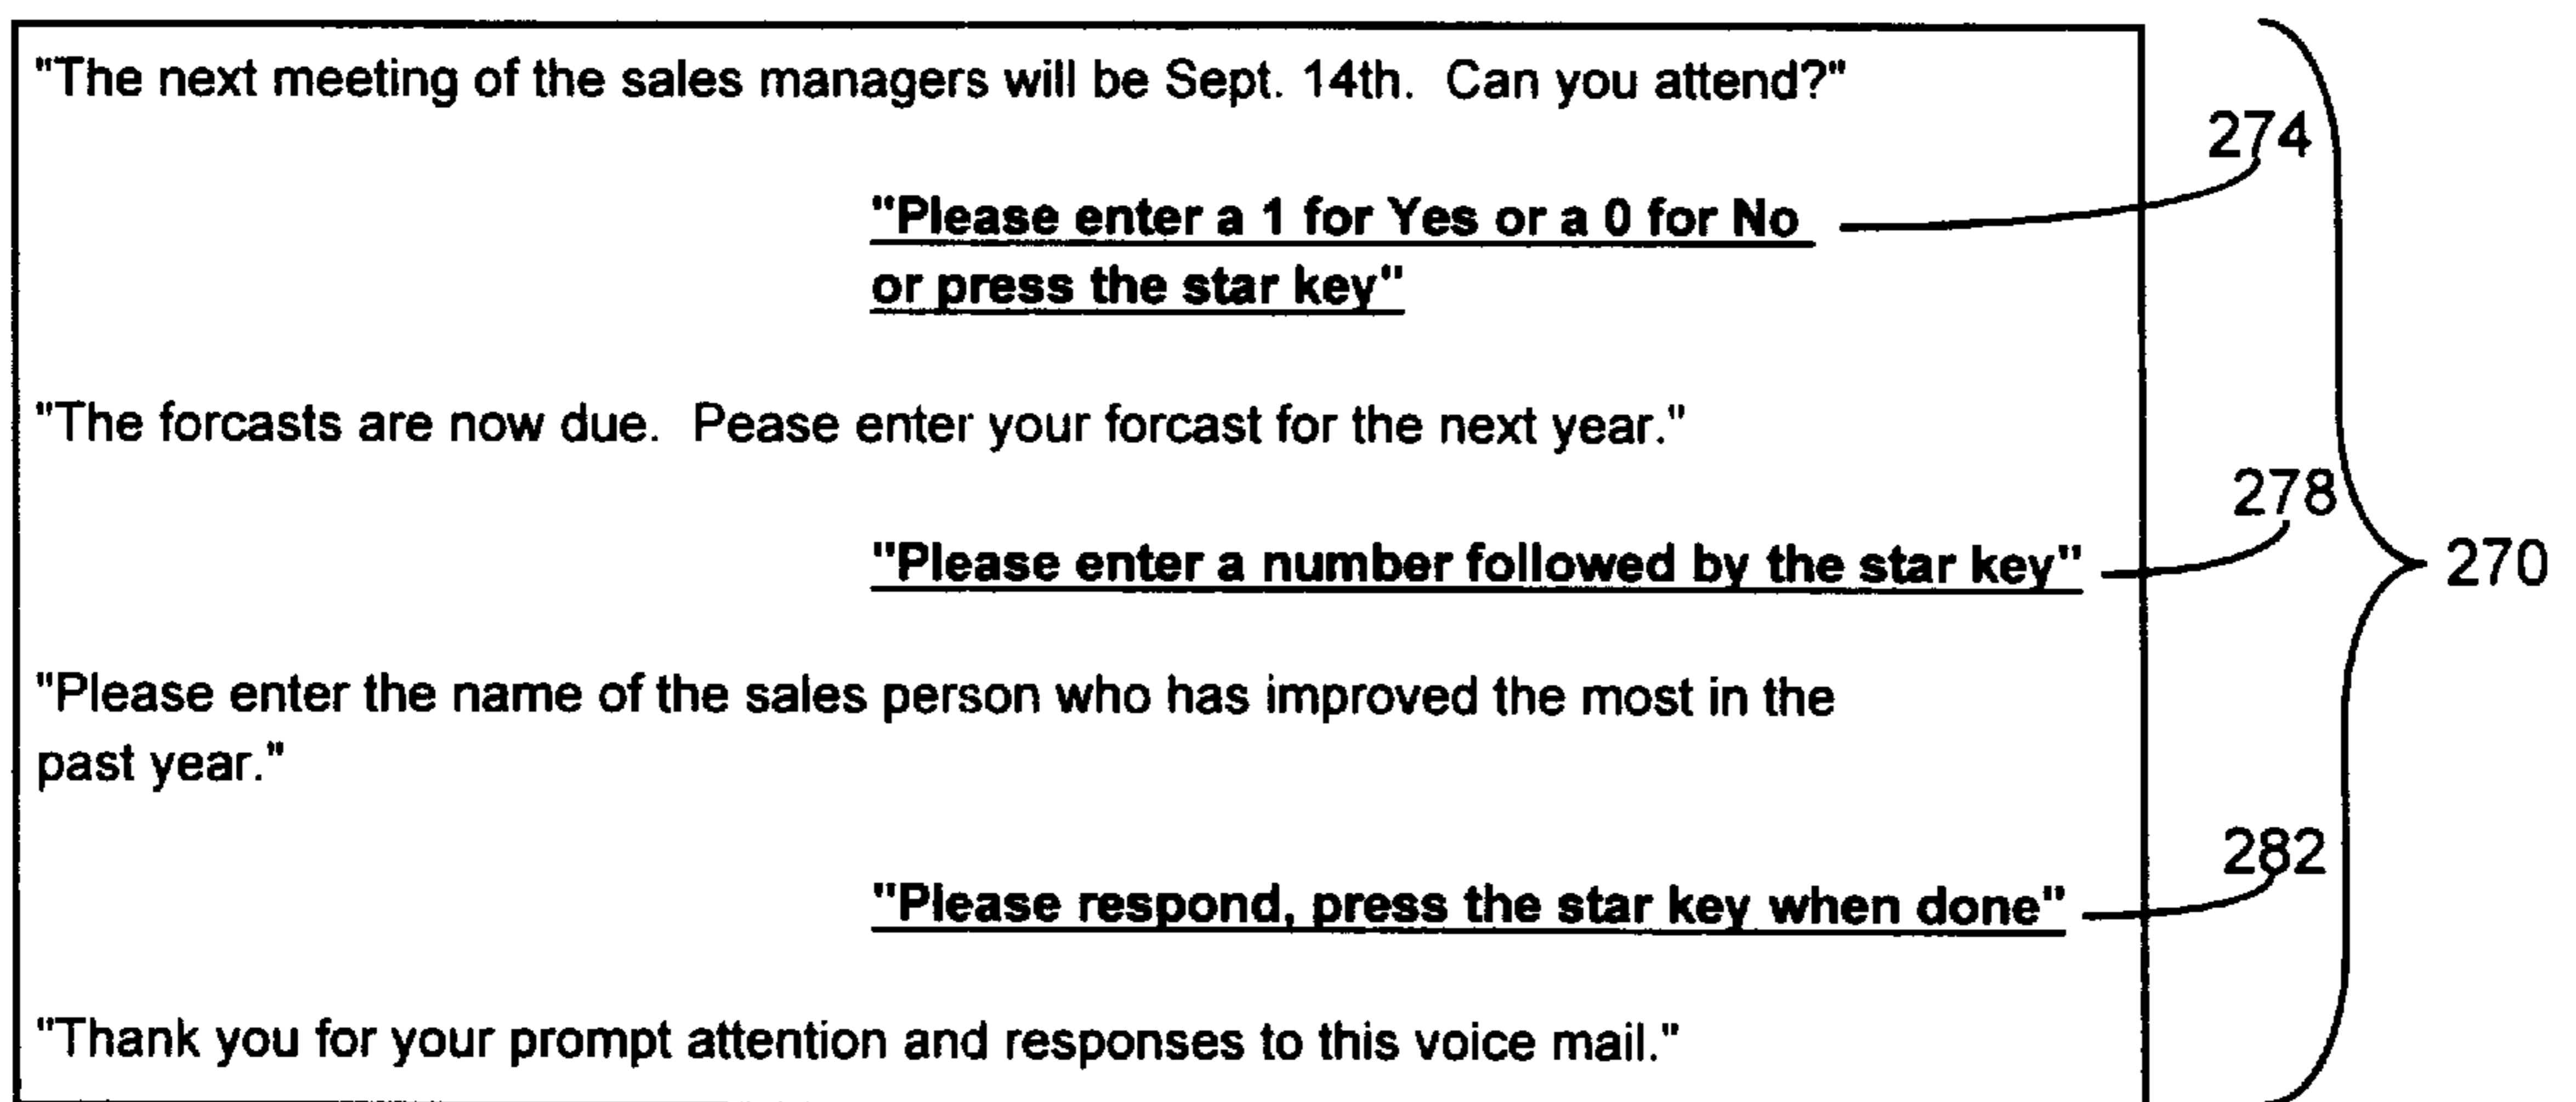 "The next meeting of the sales managers will be Sept. 14th.  Can you attend?"
274
"Please enter a 1 for Yes or a 0 for No
or press the star key"
"The forcasts are now due.  Pease enter your forcast for the next year."
278
"Please enter a number followed by the star key"
270
"Please enter the name of the sales person who has improved the most in the
past year."
282
"Please respond, press the star key when done"
"Thank you for your prompt attention and responses to this voice mail."